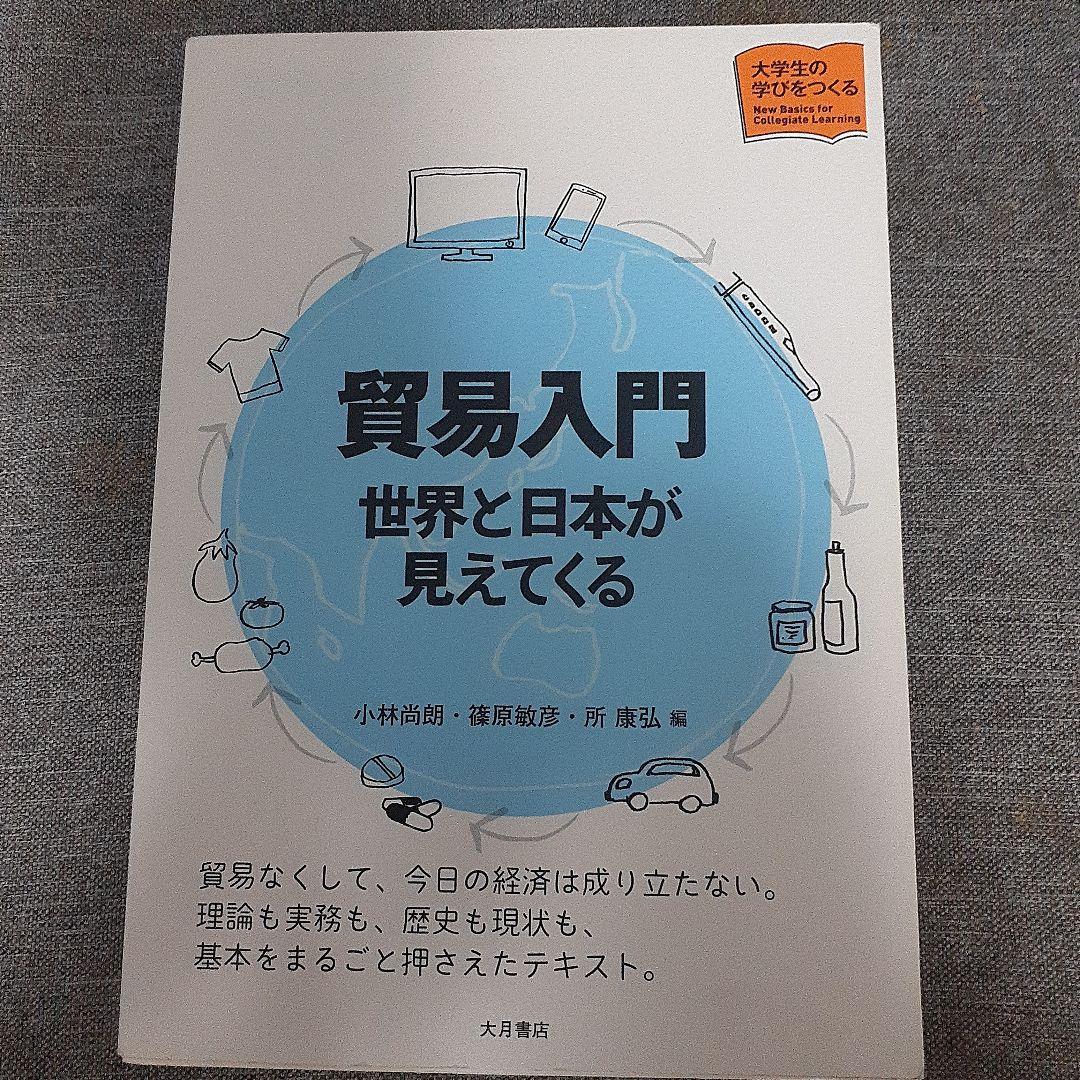 大学生の
学びをつくる
New Basics for
Collegiate Learning
貿易入門
世界と日本が
見えてくる
小林尚朗・篠原敏彦・所 康弘 編
貿易なくして、今日の経済は成り立たない。
理論も実務も、歴史も現状も、
基本をまるごと押さえたテキスト。
大月書店